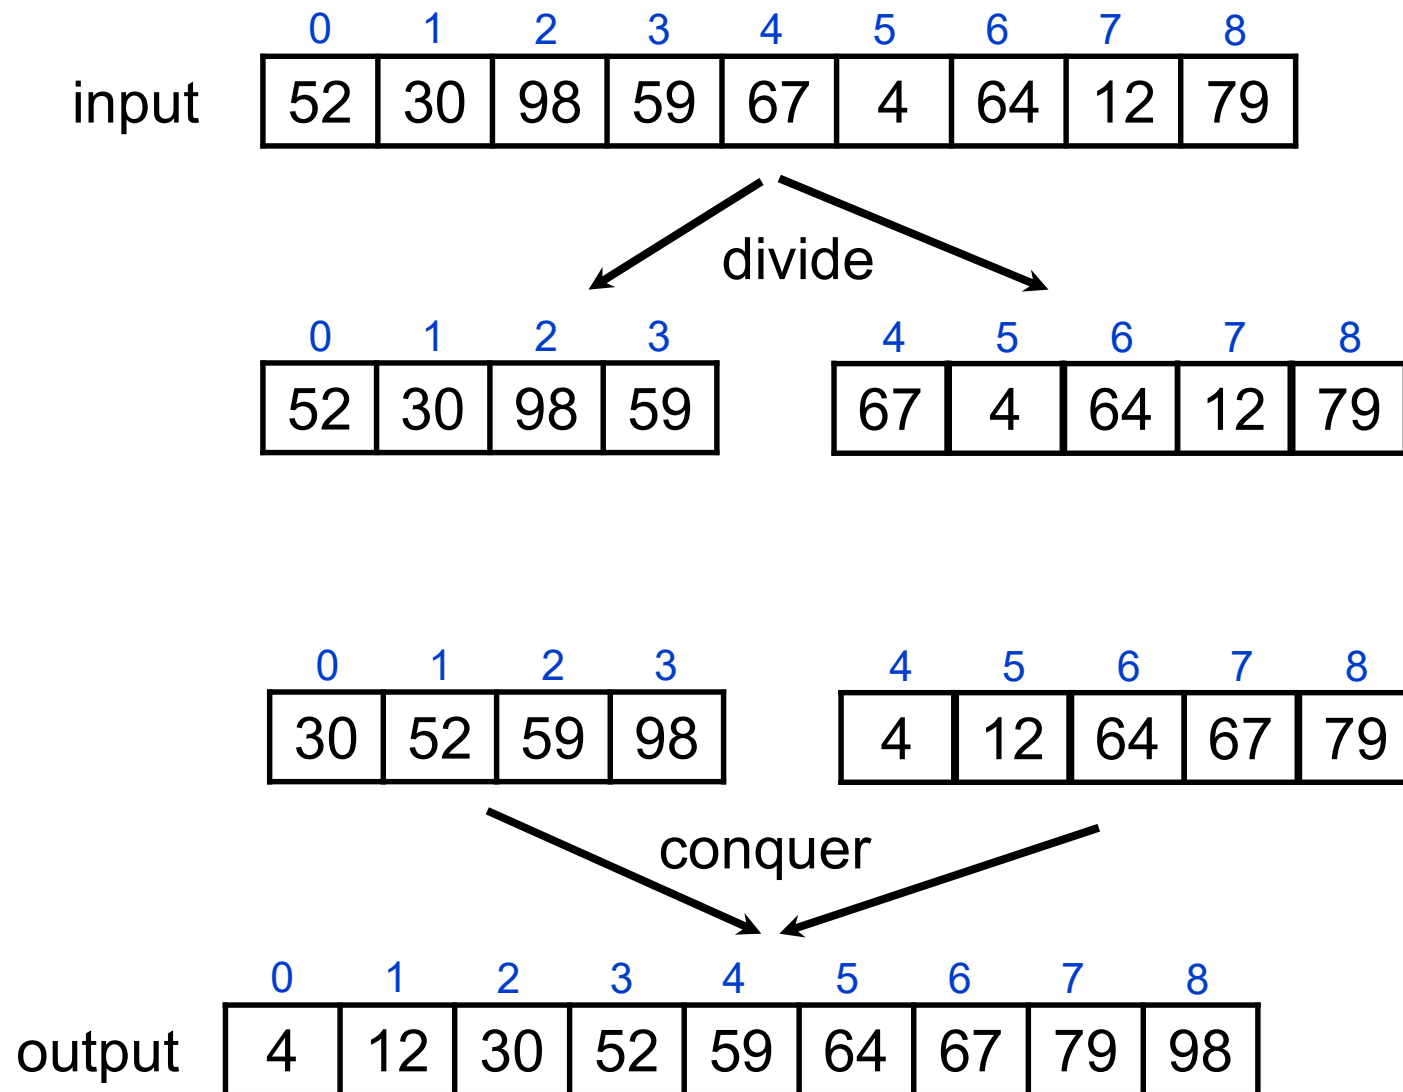 0 1 2 3 4 5 6 7 8
input 52 30 98 59 67 4 64 12 79
divide
0 1 2 3 4 5 6 7 8
52 30 98 59 67 4 64 12 79
0 1 2 3 4 5 6 7 8
30 52 59 98 4 12 64 67 79
conquer
0 1 2 3 4 5 6 7 8
output 4 12 30 52 59 64 67 79 98